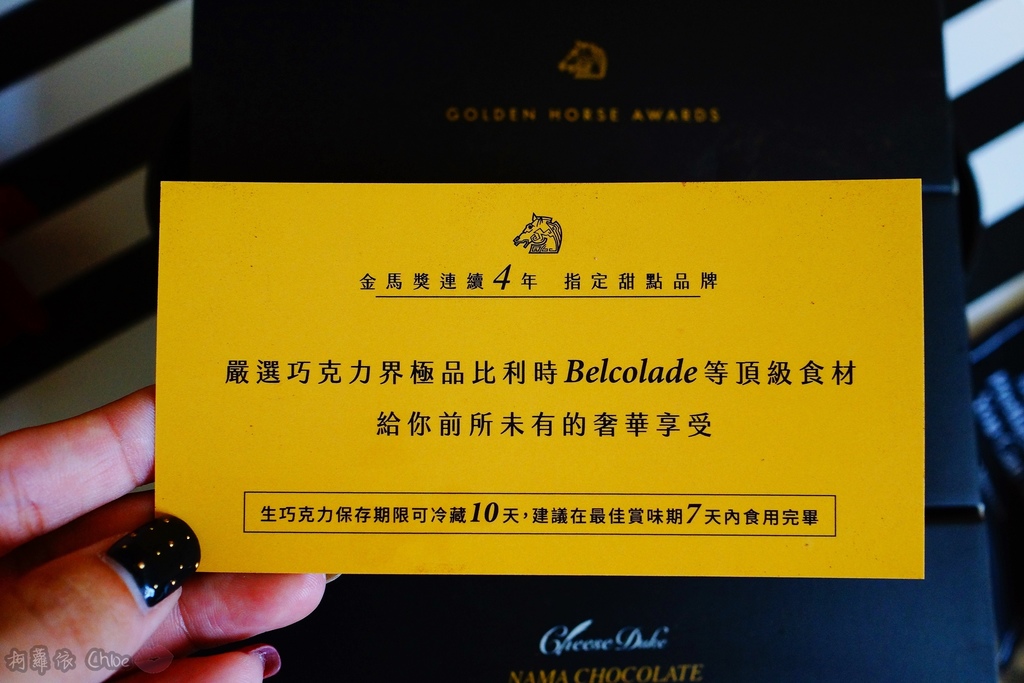 GOLDEN HORSE AWARDS
金馬獎連續4年 指定甜點品牌
嚴選巧克力界極品比利時Belcolade等頂級食材
給你前所未有的奢華享受
生巧克力保存期限可冷藏10天,建議在最佳賞味期7天內食用完畢
Cheese Duke
NAMA CHOCOLATE
柯蘿依 Chloe